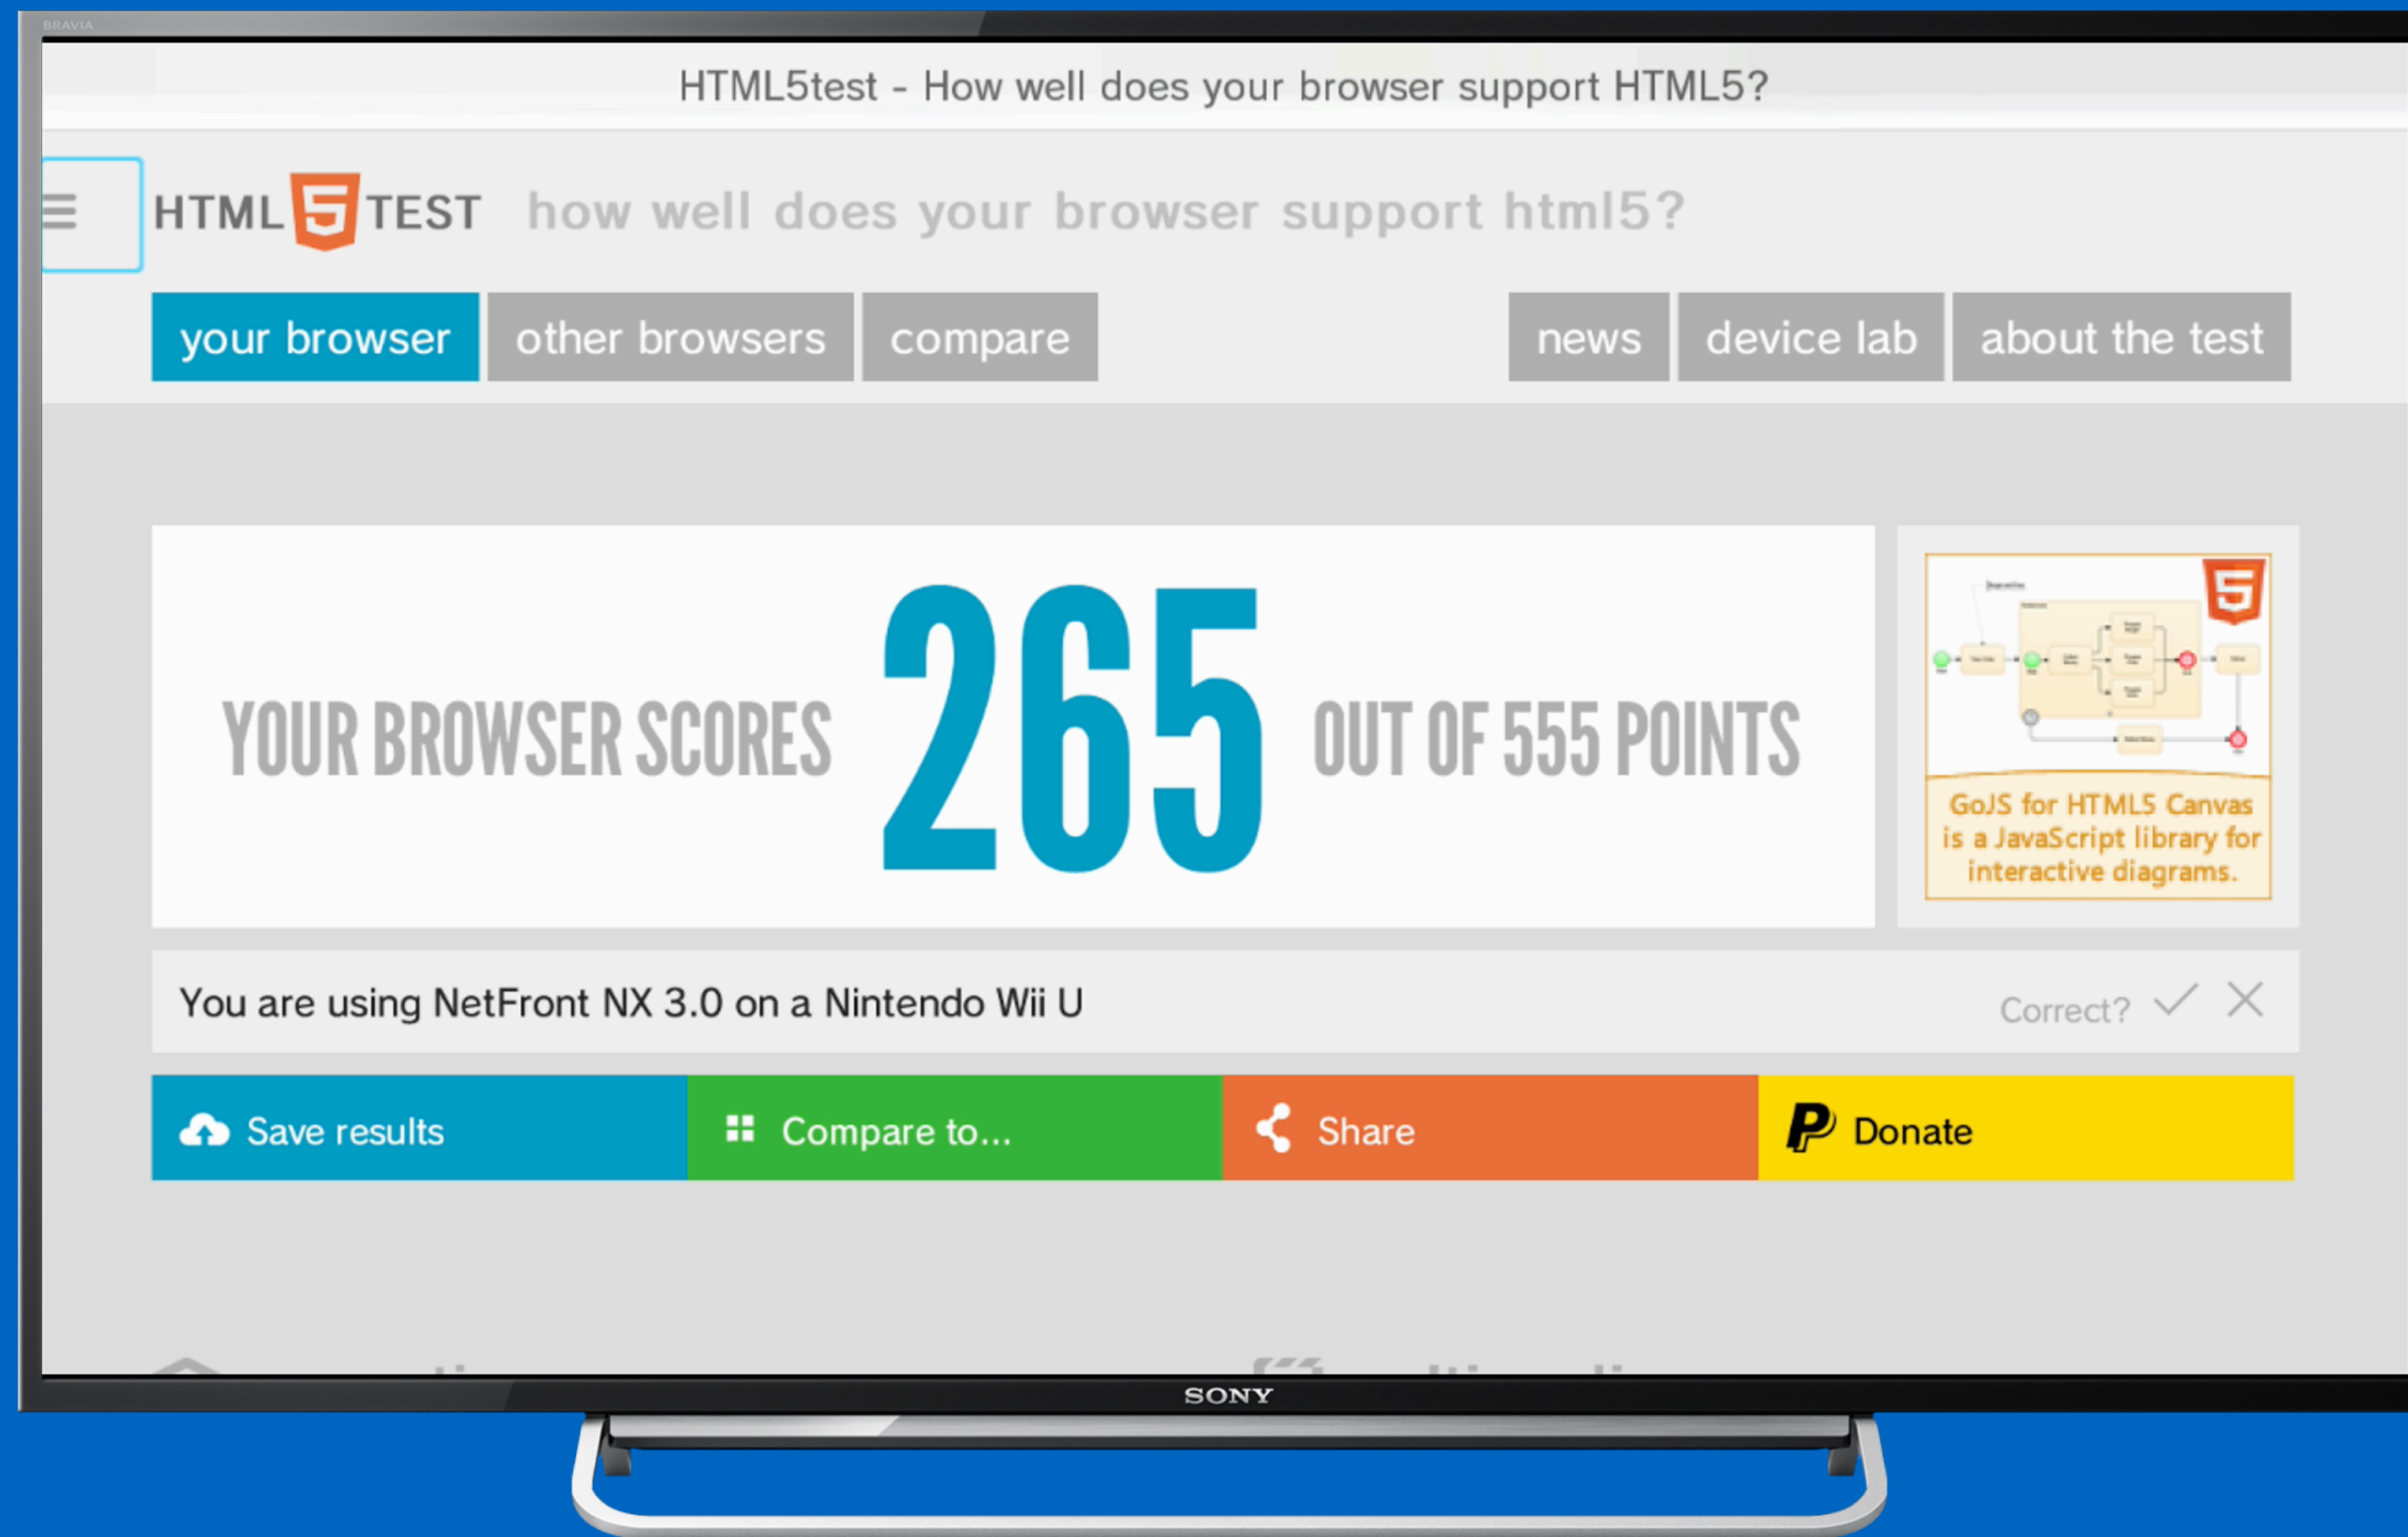 BRAVIA
HTML5test - How well does your browser support HTML5?
HTML5TEST how well does your browser support html5?
your browser other browsers compare news device lab about the test
YOUR BROWSER SCORES 265 OUT OF 555 POINTS
5
GoJS for HTML5 Canvas
is a JavaScript library for
interactive diagrams.
You are using NetFront NX 3.0 on a Nintendo Wii U
Correct?
Save results Compare to... Share Donate
SONY